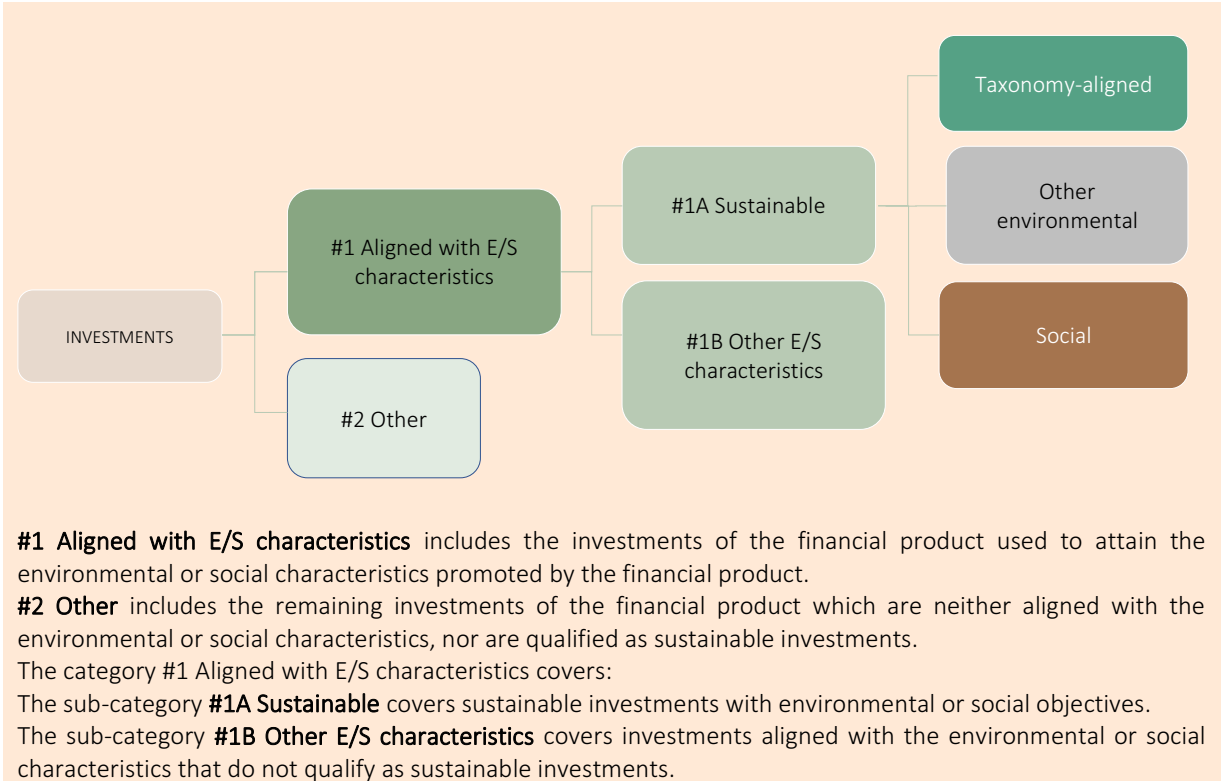 Taxonomy-aligned
Other
environmental
Social
#1A Sustainable
#1B Other E/S
characteristics
#1 Aligned with E/S
characteristics
#2 Other
INVESTMENTS
#1 Aligned with E/S characteristics includes the investments of the financial product used to attain the
environmental or social characteristics promoted by the financial product.
#2 Other includes the remaining investments of the financial product which are neither aligned with the
environmental or social characteristics, nor are qualified as sustainable investments.
The category #1 Aligned with E/S characteristics covers:
The sub-category #1A Sustainable covers sustainable investments with environmental or social objectives.
The sub-category #1B Other E/S characteristics covers investments aligned with the environmental or social
characteristics that do not qualify as sustainable investments.